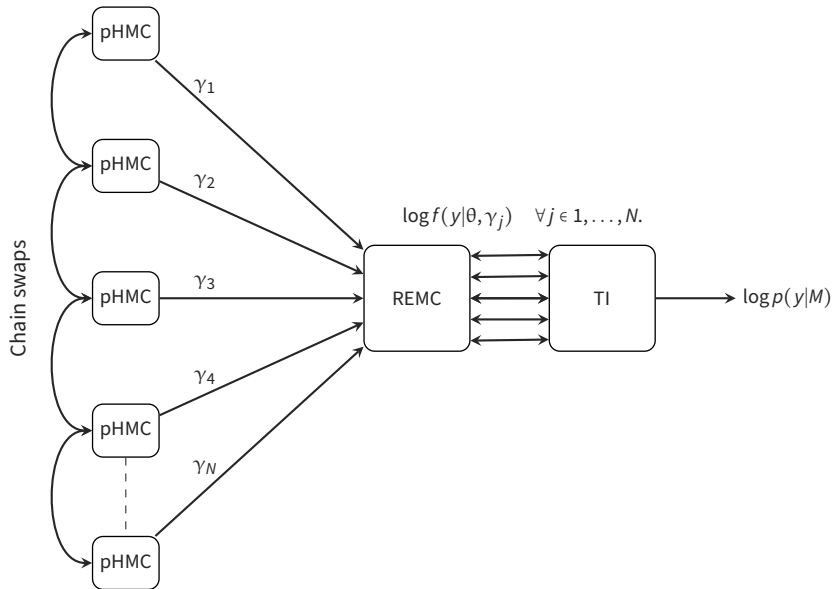 Chain swaps
pHMC
γ1
pHMC
γ2
pHMC
γ3
pHMC
γ4
pHMC
γN
log f(y|θ, γj) ∀j ∈ 1, . . . , N.
REMC
TI
log p(y|M)